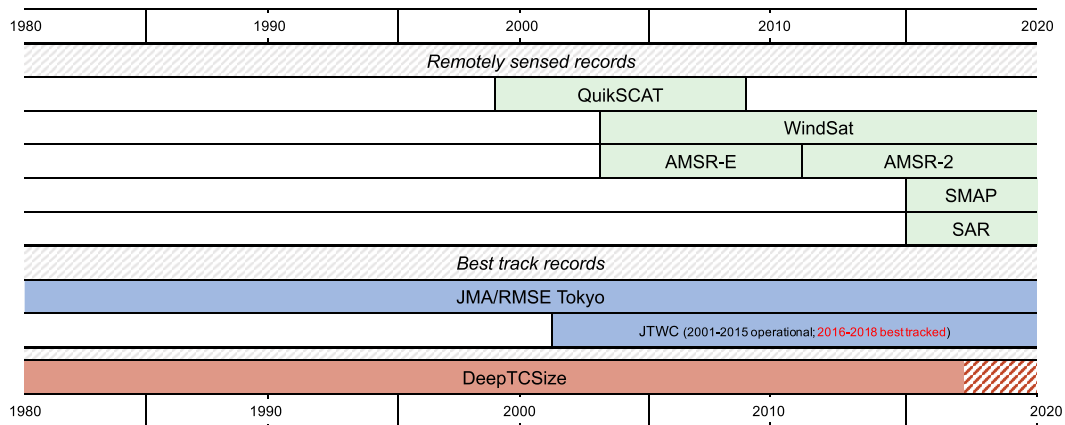 1980 1990 2000 2010 2020
Remotely sensed records
QuikSCAT
WindSat
AMSR-E AMSR-2
SMAP
SAR
Best track records
JMA/RMSE Tokyo
JTWC (2001-2015 operational; 2016-2018 best tracked)
DeepTCSize
1980 1990 2000 2010 2020